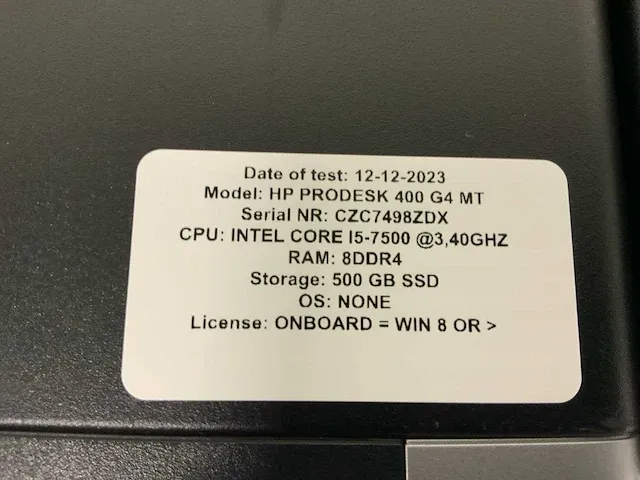 Date of test: 12-12-2023
Model: HP PRODESK 400 G4 MT
Serial NR: CZC7498ZDX
CPU: INTEL CORE I5-7500 @3,40GHZ
RAM: 8DDR4
Storage: 500 GB SSD
OS: NONE
License: ONBOARD = WIN 8 OR >